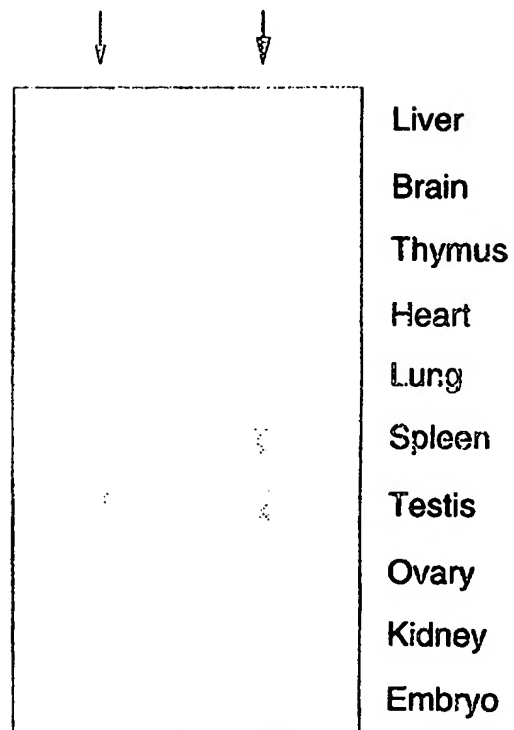 Liver
Brain
Thymus
Heart
Lung
Spleen
Testis
Ovary
Kidney
Embryo